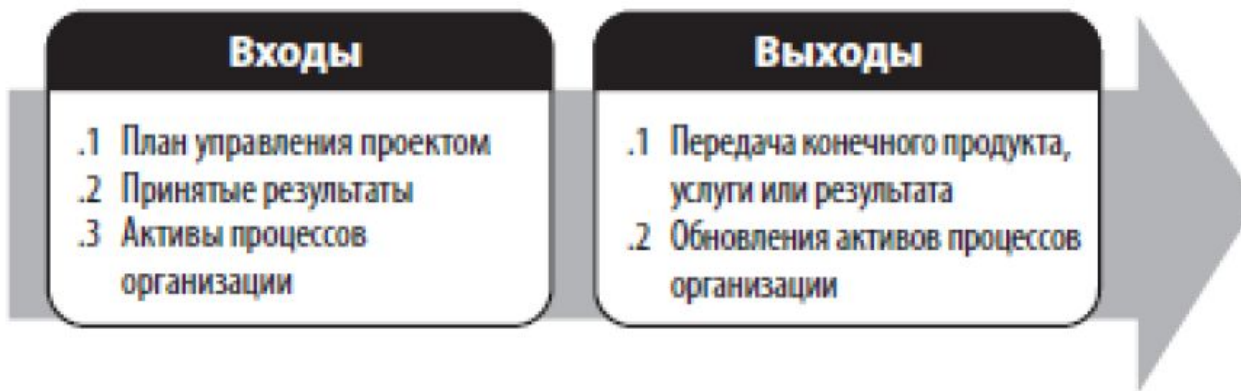 Входы
.1 План управления проектом
.2 Принятые результаты
.3 Активы процессов
организации
Выходы
.1 Передача конечного продукта,
услуги или результата
.2 Обновления активов процессов
организации